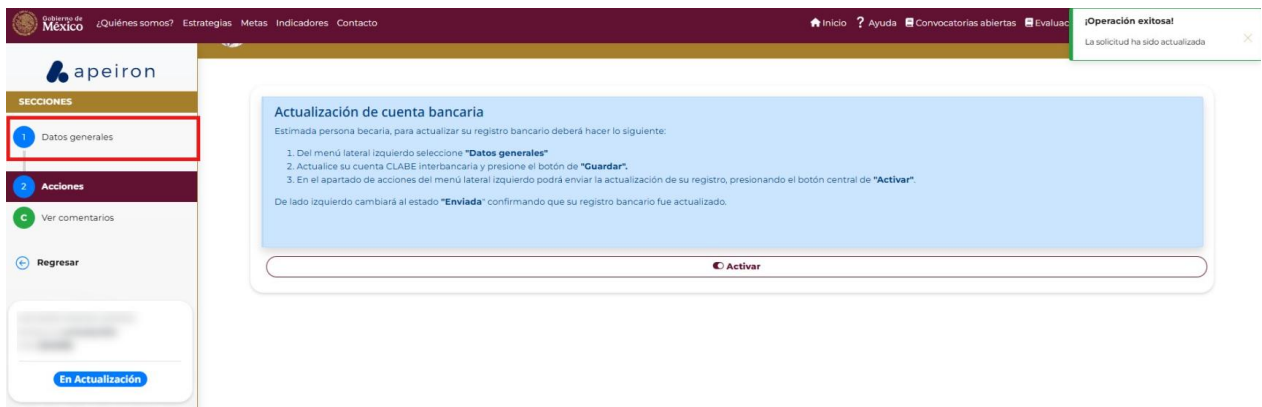 Gobierno de
México
¿Quiénes somos? Estrategias Metas Indicadores Contacto
Inicio ? Ayuda Convocatorias abiertas Evaluac
¡Operación exitosa!
La solicitud ha sido actualizada
apeiron
SECCIONES
1 Datos generales
2 Acciones
C Ver comentarios
Regresar
En Actualización
Actualización de cuenta bancaria
Estimada persona becaria, para actualizar su registro bancario deberá hacer lo siguiente:
1. Del menú lateral izquierdo seleccione "Datos generales"
2. Actualice su cuenta CLABE interbancaria y presione el botón de "Guardar".
3. En el apartado de acciones del menú lateral izquierdo podrá enviar la actualización de su registro, presionando el botón central de "Activar".
De lado izquierdo cambiará al estado "Enviada" confirmando que su registro bancario fue actualizado.
Activar